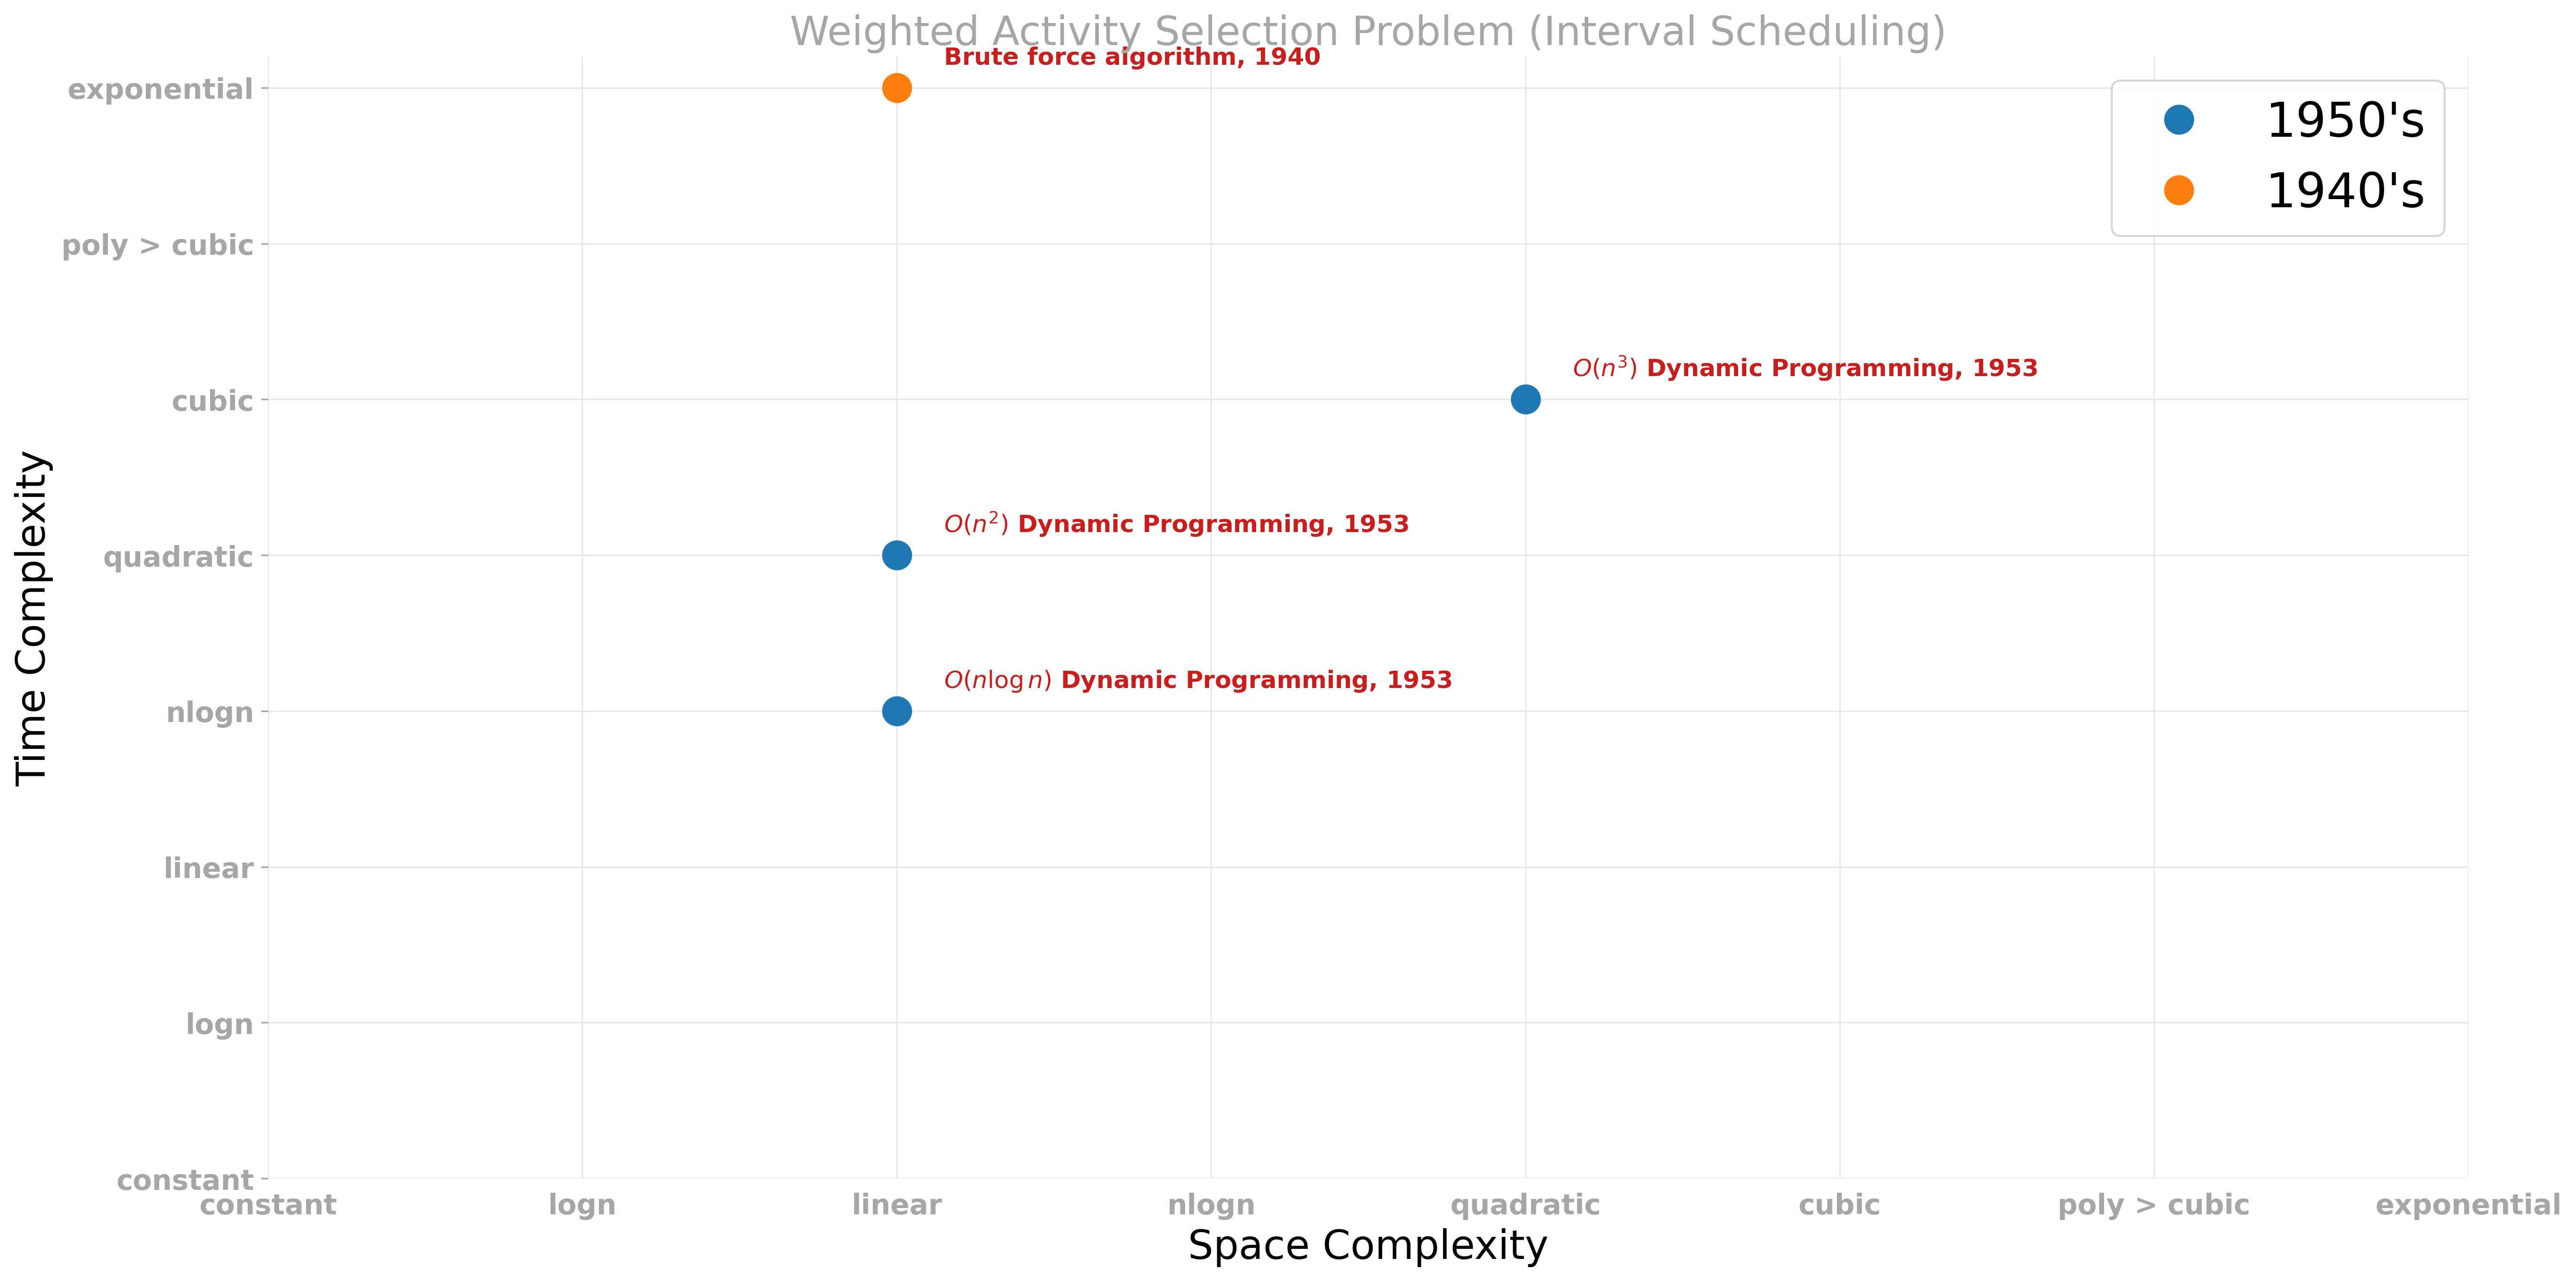 Weighted Activity Selection Problem (Interval Scheduling)
Brute force algorithm, 1940
exponential
1950's
1940's
poly > cubic
O(n³) Dynamic Programming, 1953
cubic
O(n²) Dynamic Programming, 1953
quadratic
O(n log n) Dynamic Programming, 1953
nlogn
linear
logn
constant
Time Complexity
constant logn linear nlogn quadratic cubic poly > cubic exponential
Space Complexity